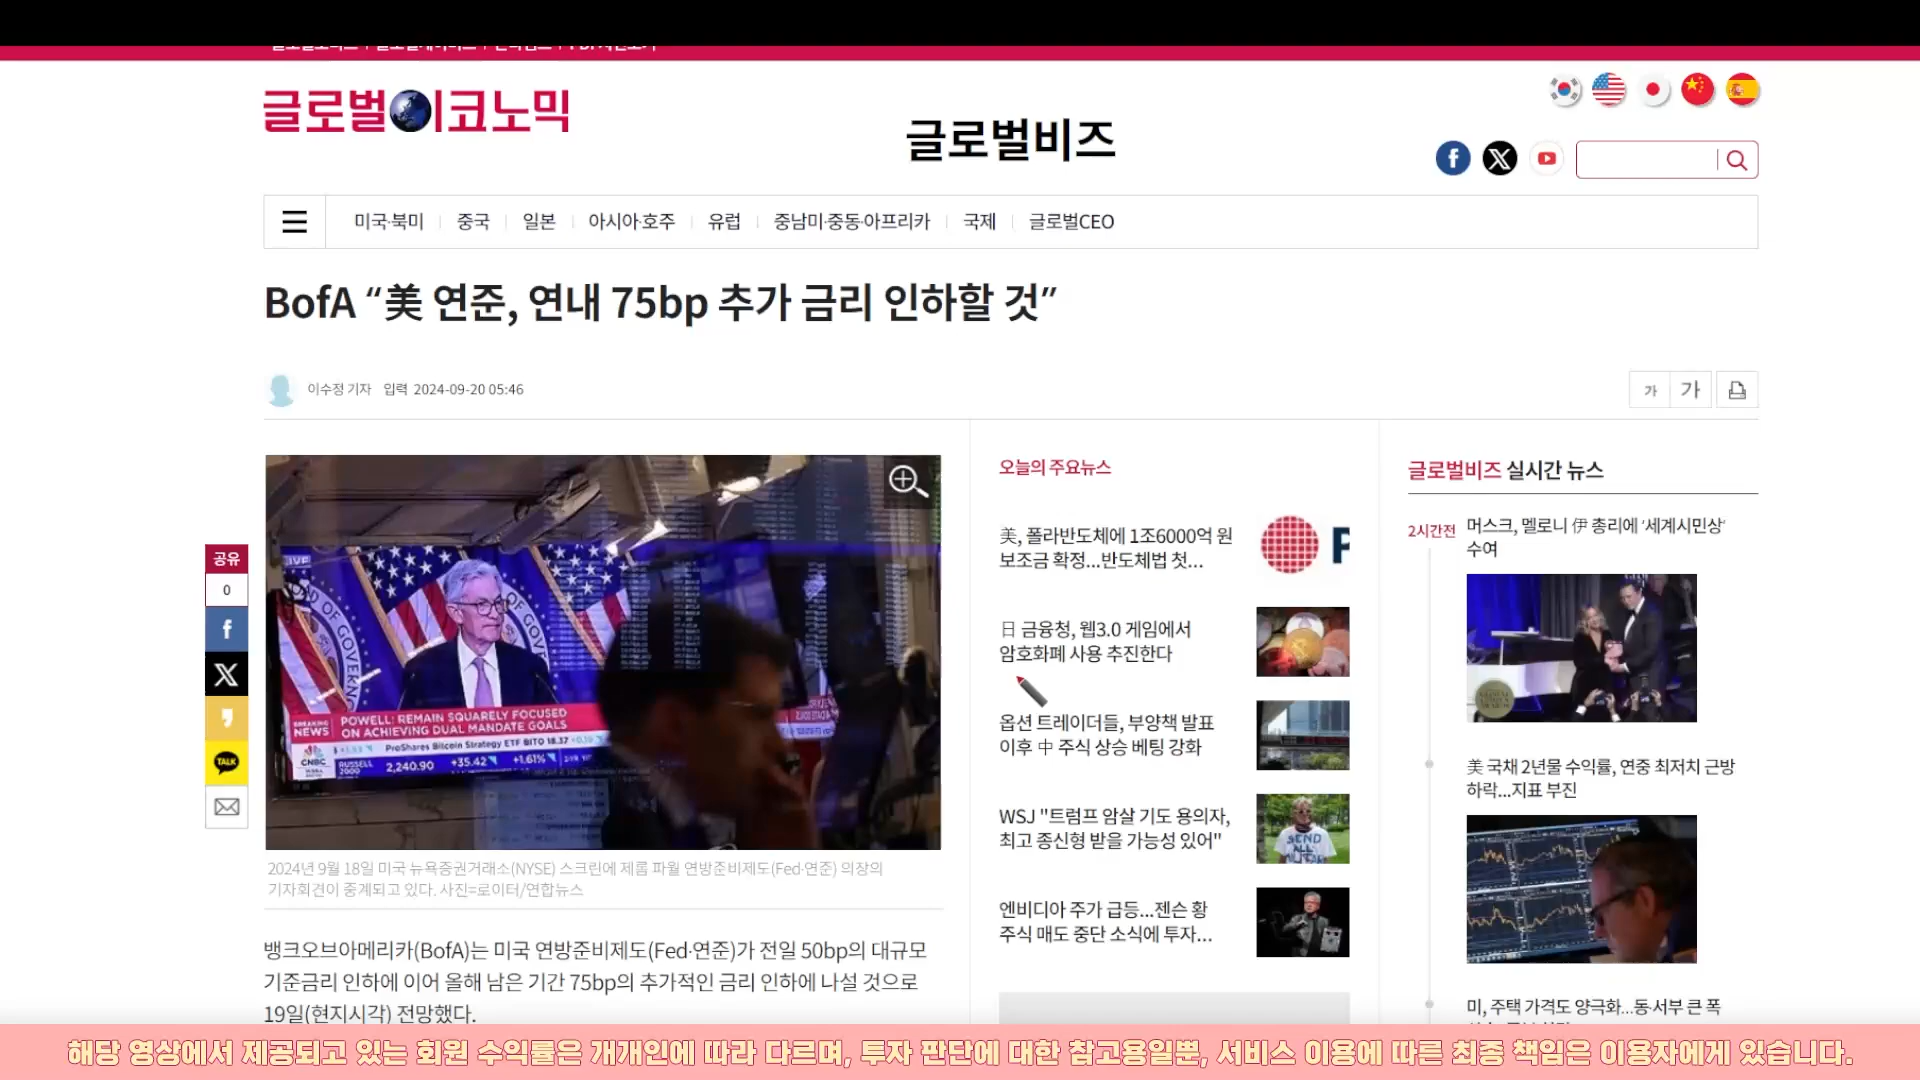 글로벌이코노믹
글로벌비즈
미국·북미
중국
일본
아시아·호주
유럽
중남미·중동·아프리카
국제
글로벌CEO
BofA “美 연준, 연내 75bp 추가 금리 인하할 것”
이수정 기자 입력 2024-09-20 05:46
가 가
공유
0
TALK
BREAKING NEWS
POWELL: REMAIN SQUARELY FOCUSED
ON ACHIEVING DUAL MANDATE GOALS
ProShares Bitcoin Strategy ETF BITO 18.37
CNBC
RUSSELL 2000 2,240.90 +35.42 +1.61%
2024년 9월 18일 미국 뉴욕증권거래소(NYSE) 스크린에 제롬 파월 연방준비제도(Fed·연준) 의장의
기자회견이 중계되고 있다. 사진=로이터/연합뉴스
뱅크오브아메리카(BofA)는 미국 연방준비제도(Fed·연준)가 전일 50bp의 대규모
기준금리 인하에 이어 올해 남은 기간 75bp의 추가적인 금리 인하에 나설 것으로
19일(현지시각) 전망했다.
오늘의 주요뉴스
美, 폴라반도체에 1조6000억 원
보조금 확정...반도체법 첫...
P
日 금융청, 웹3.0 게임에서
암호화폐 사용 추진한다
옵션 트레이더들, 부양책 발표
이후 中 주식 상승 베팅 강화
WSJ "트럼프 암살 기도 용의자,
최고 종신형 받을 가능성 있어"
SEND
ALL
엔비디아 주가 급등...젠슨 황
주식 매도 중단 소식에 투자...
글로벌비즈 실시간 뉴스
2시간전
머스크, 멜로니 伊 총리에 ‘세계시민상’
수여
美 국채 2년물 수익률, 연중 최저치 근방
하락...지표 부진
미, 주택 가격도 양극화...동·서부 큰 폭
해당 영상에서 제공되고 있는 회원 수익률은 개개인에 따라 다르며, 투자 판단에 대한 참고용일뿐, 서비스 이용에 따른 최종 책임은 이용자에게 있습니다.